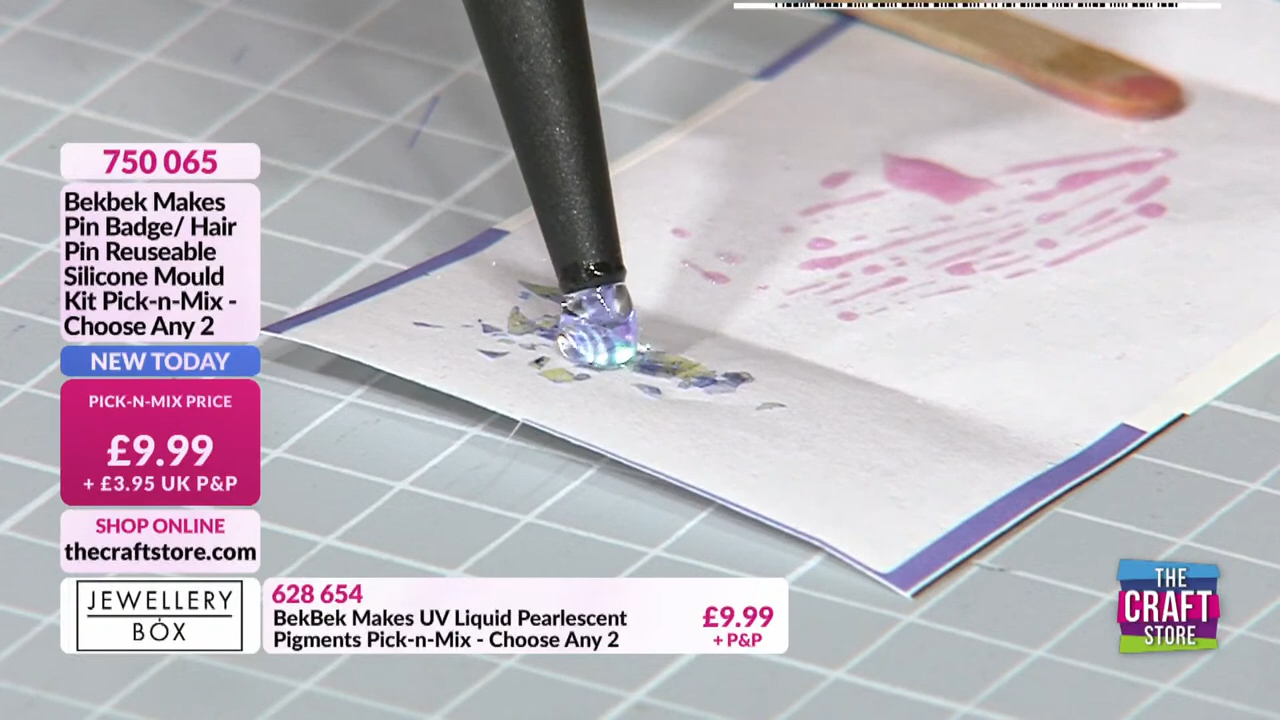 750 065
Bekbek Makes
Pin Badge/ Hair
Pin Reuseable
Silicone Mould
Kit Pick-n-Mix -
Choose Any 2
NEW TODAY
PICK-N-MIX PRICE
£9.99
+ £3.95 UK P&P
SHOP ONLINE
thecraftstore.com
JEWELLERY
BOX
628 654
BekBek Makes UV Liquid Pearlescent
Pigments Pick-n-Mix - Choose Any 2
£9.99
+ P&P
THE
CRAFT
STORE